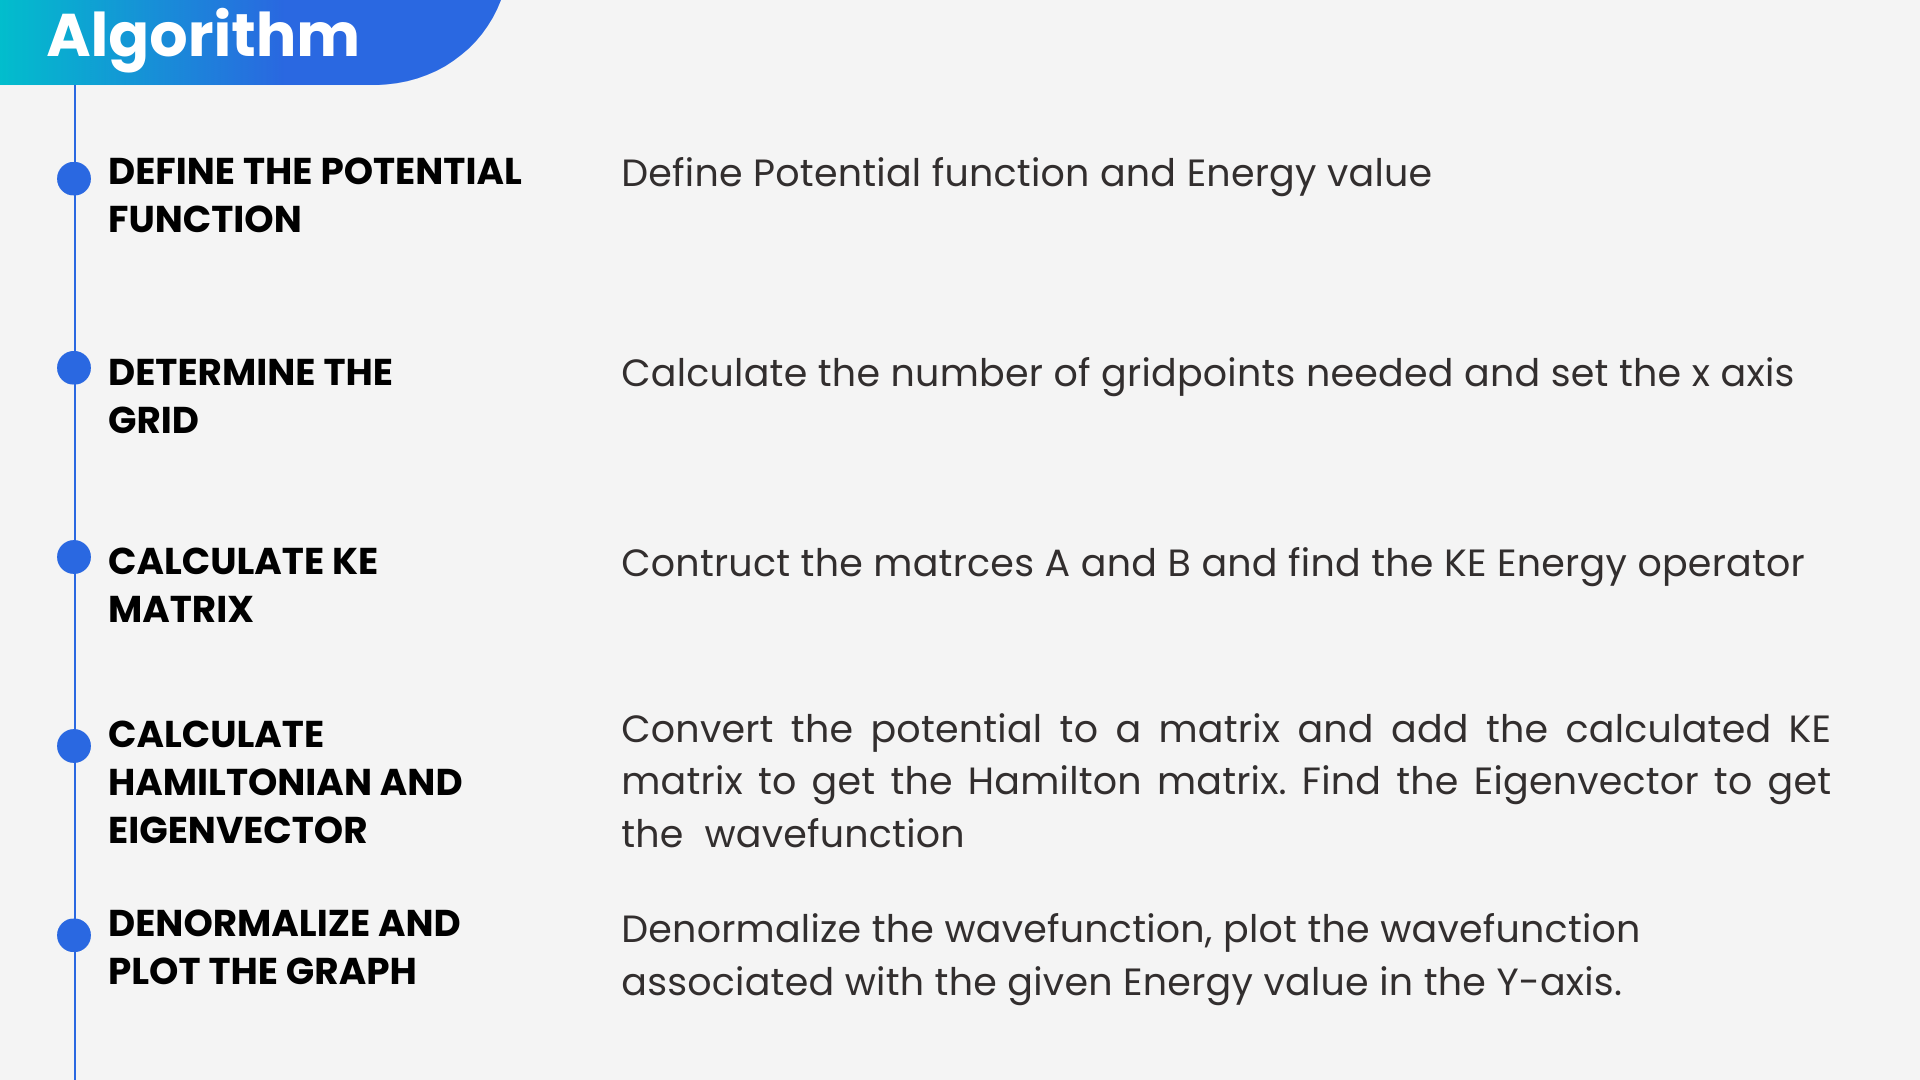 Algorithm
DEFINE THE POTENTIAL
FUNCTION
Define Potential function and Energy value
DETERMINE THE
GRID
Calculate the number of gridpoints needed and set the x axis
CALCULATE KE
MATRIX
Contruct the matrces A and B and find the KE Energy operator
CALCULATE
HAMILTONIAN AND
EIGENVECTOR
Convert the potential to a matrix and add the calculated KE
matrix to get the Hamilton matrix. Find the Eigenvector to get
the wavefunction
DENORMALIZE AND
PLOT THE GRAPH
Denormalize the wavefunction, plot the wavefunction
associated with the given Energy value in the Y-axis.